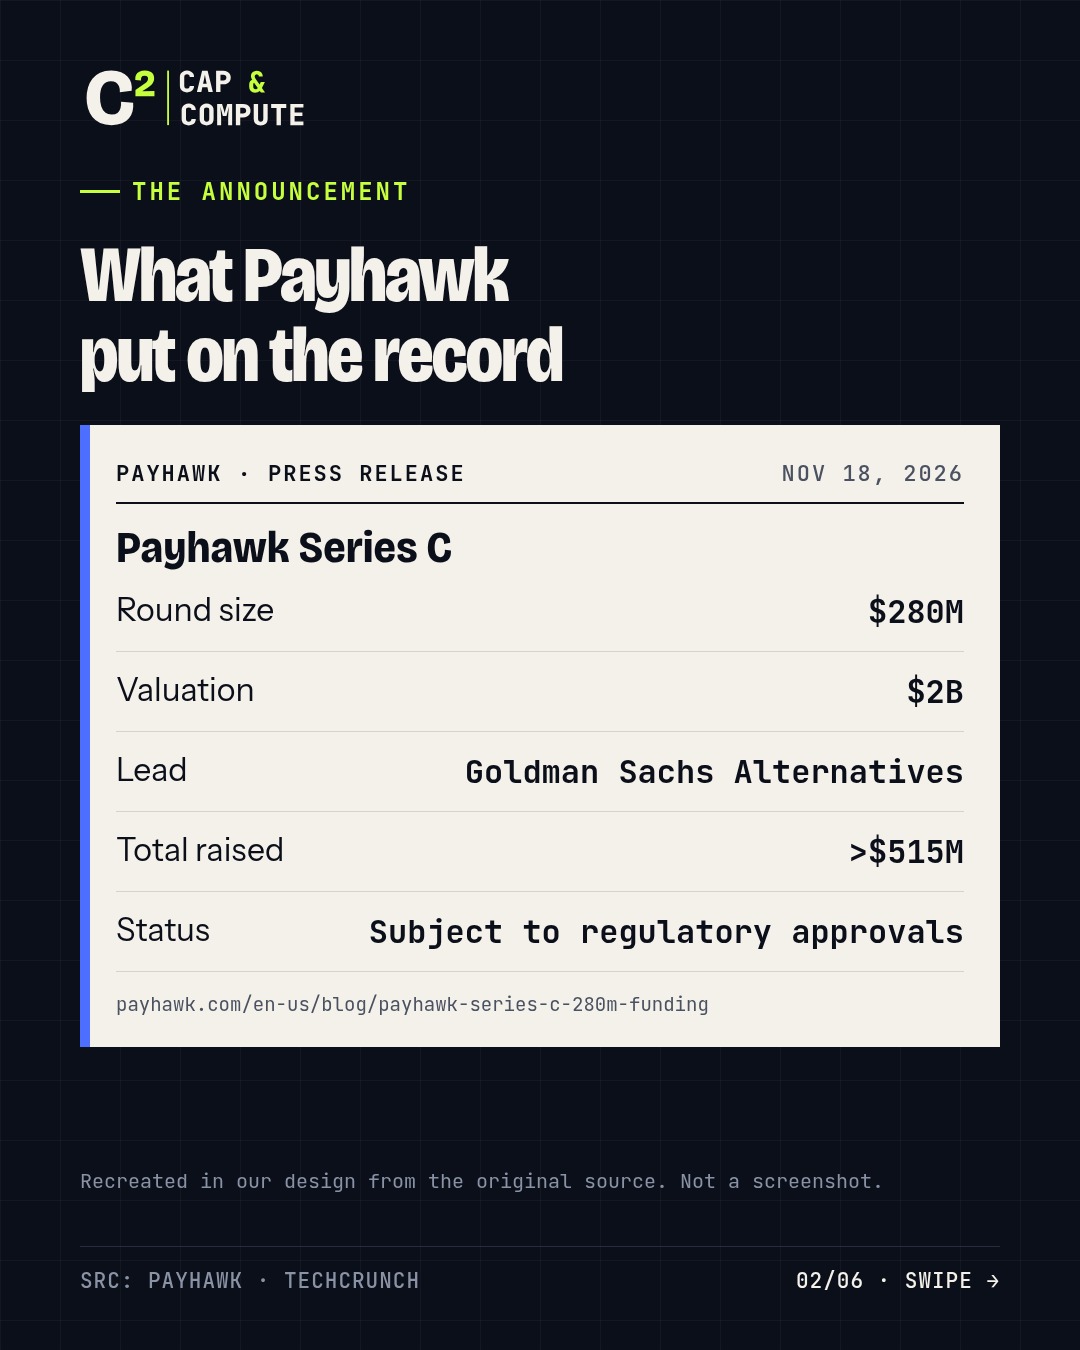 C² CAP &
COMPUTE
THE ANNOUNCEMENT
What Payhawk
put on the record
PAYHAWK · PRESS RELEASE NOV 18, 2026
Payhawk Series C
Round size $280M
Valuation $2B
Lead Goldman Sachs Alternatives
Total raised >$515M
Status Subject to regulatory approvals
payhawk.com/en-us/blog/payhawk-series-c-280m-funding
Recreated in our design from the original source. Not a screenshot.
SRC: PAYHAWK · TECHCRUNCH 02/06 · SWIPE →